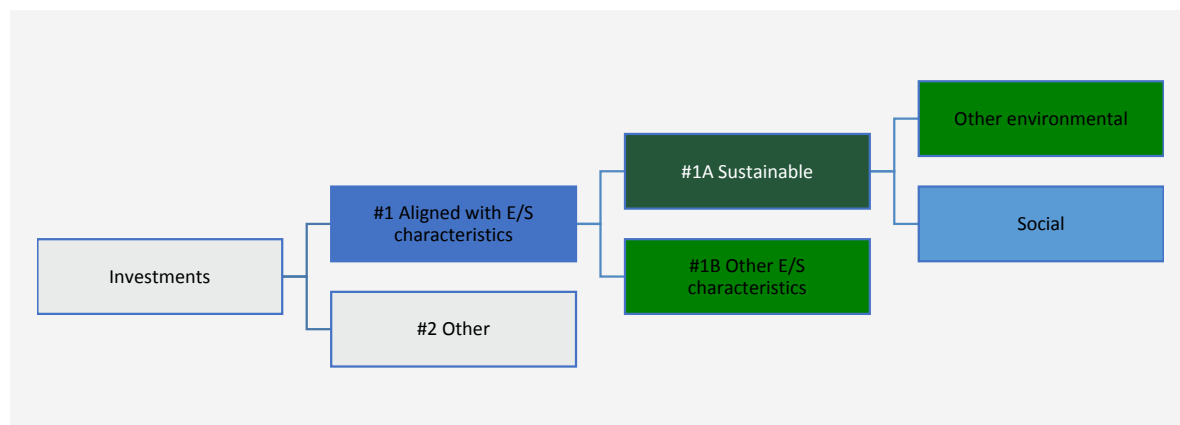 Investments
#1 Aligned with E/S
characteristics
#2 Other
#1A Sustainable
#1B Other E/S
characteristics
Other environmental
Social